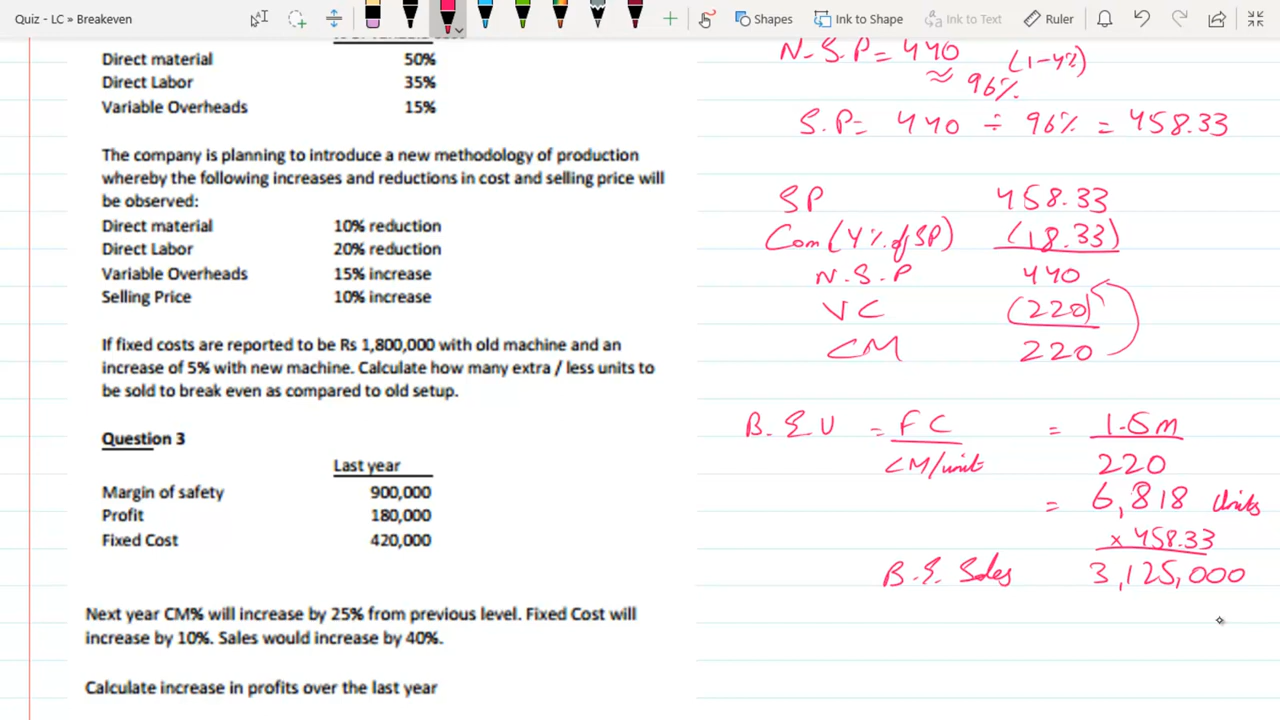 Quiz - LC » Breakeven
Shapes
Ink to Shape
Ink to Text
Ruler
Direct material 50%
Direct Labor 35%
Variable Overheads 15%
The company is planning to introduce a new methodology of production
whereby the following increases and reductions in cost and selling price will
be observed:
Direct material 10% reduction
Direct Labor 20% reduction
Variable Overheads 15% increase
Selling Price 10% increase
If fixed costs are reported to be Rs 1,800,000 with old machine and an
increase of 5% with new machine. Calculate how many extra / less units to
be sold to break even as compared to old setup.
Question 3
Last year
Margin of safety 900,000
Profit 180,000
Fixed Cost 420,000
Next year CM% will increase by 25% from previous level. Fixed Cost will
increase by 10%. Sales would increase by 40%.
Calculate increase in profits over the last year
N.S.P = 440 (1-4%)
≈ 96%
S.P = 440 ÷ 96% = 458.33
SP 458.33
Com (4% of SP) (18.33)
N.S.P 440
VC (220)
CM 220
B.E U = FC = 1.5m
CM/unit 220
= 6,818 Units
x 458.33
B.E. Sales 3,125,000